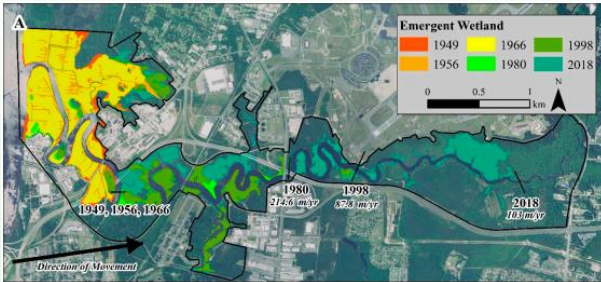 A
Emergent Wetland
1949 1966 1998
1956 1980 2018
N
0 0.5 1
km
1949, 1956, 1966
1980
214.6 m/yr
1998
87.8 m/yr
2018
103 m/yr
Direction of Movement